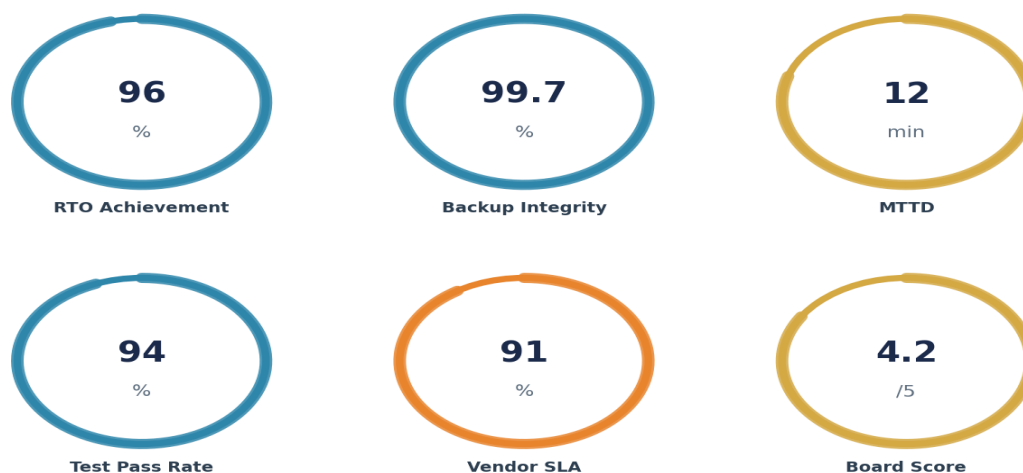 96
%
RTO Achievement
99.7
%
Backup Integrity
12
min
MTTD
94
%
Test Pass Rate
91
%
Vendor SLA
4.2
/5
Board Score